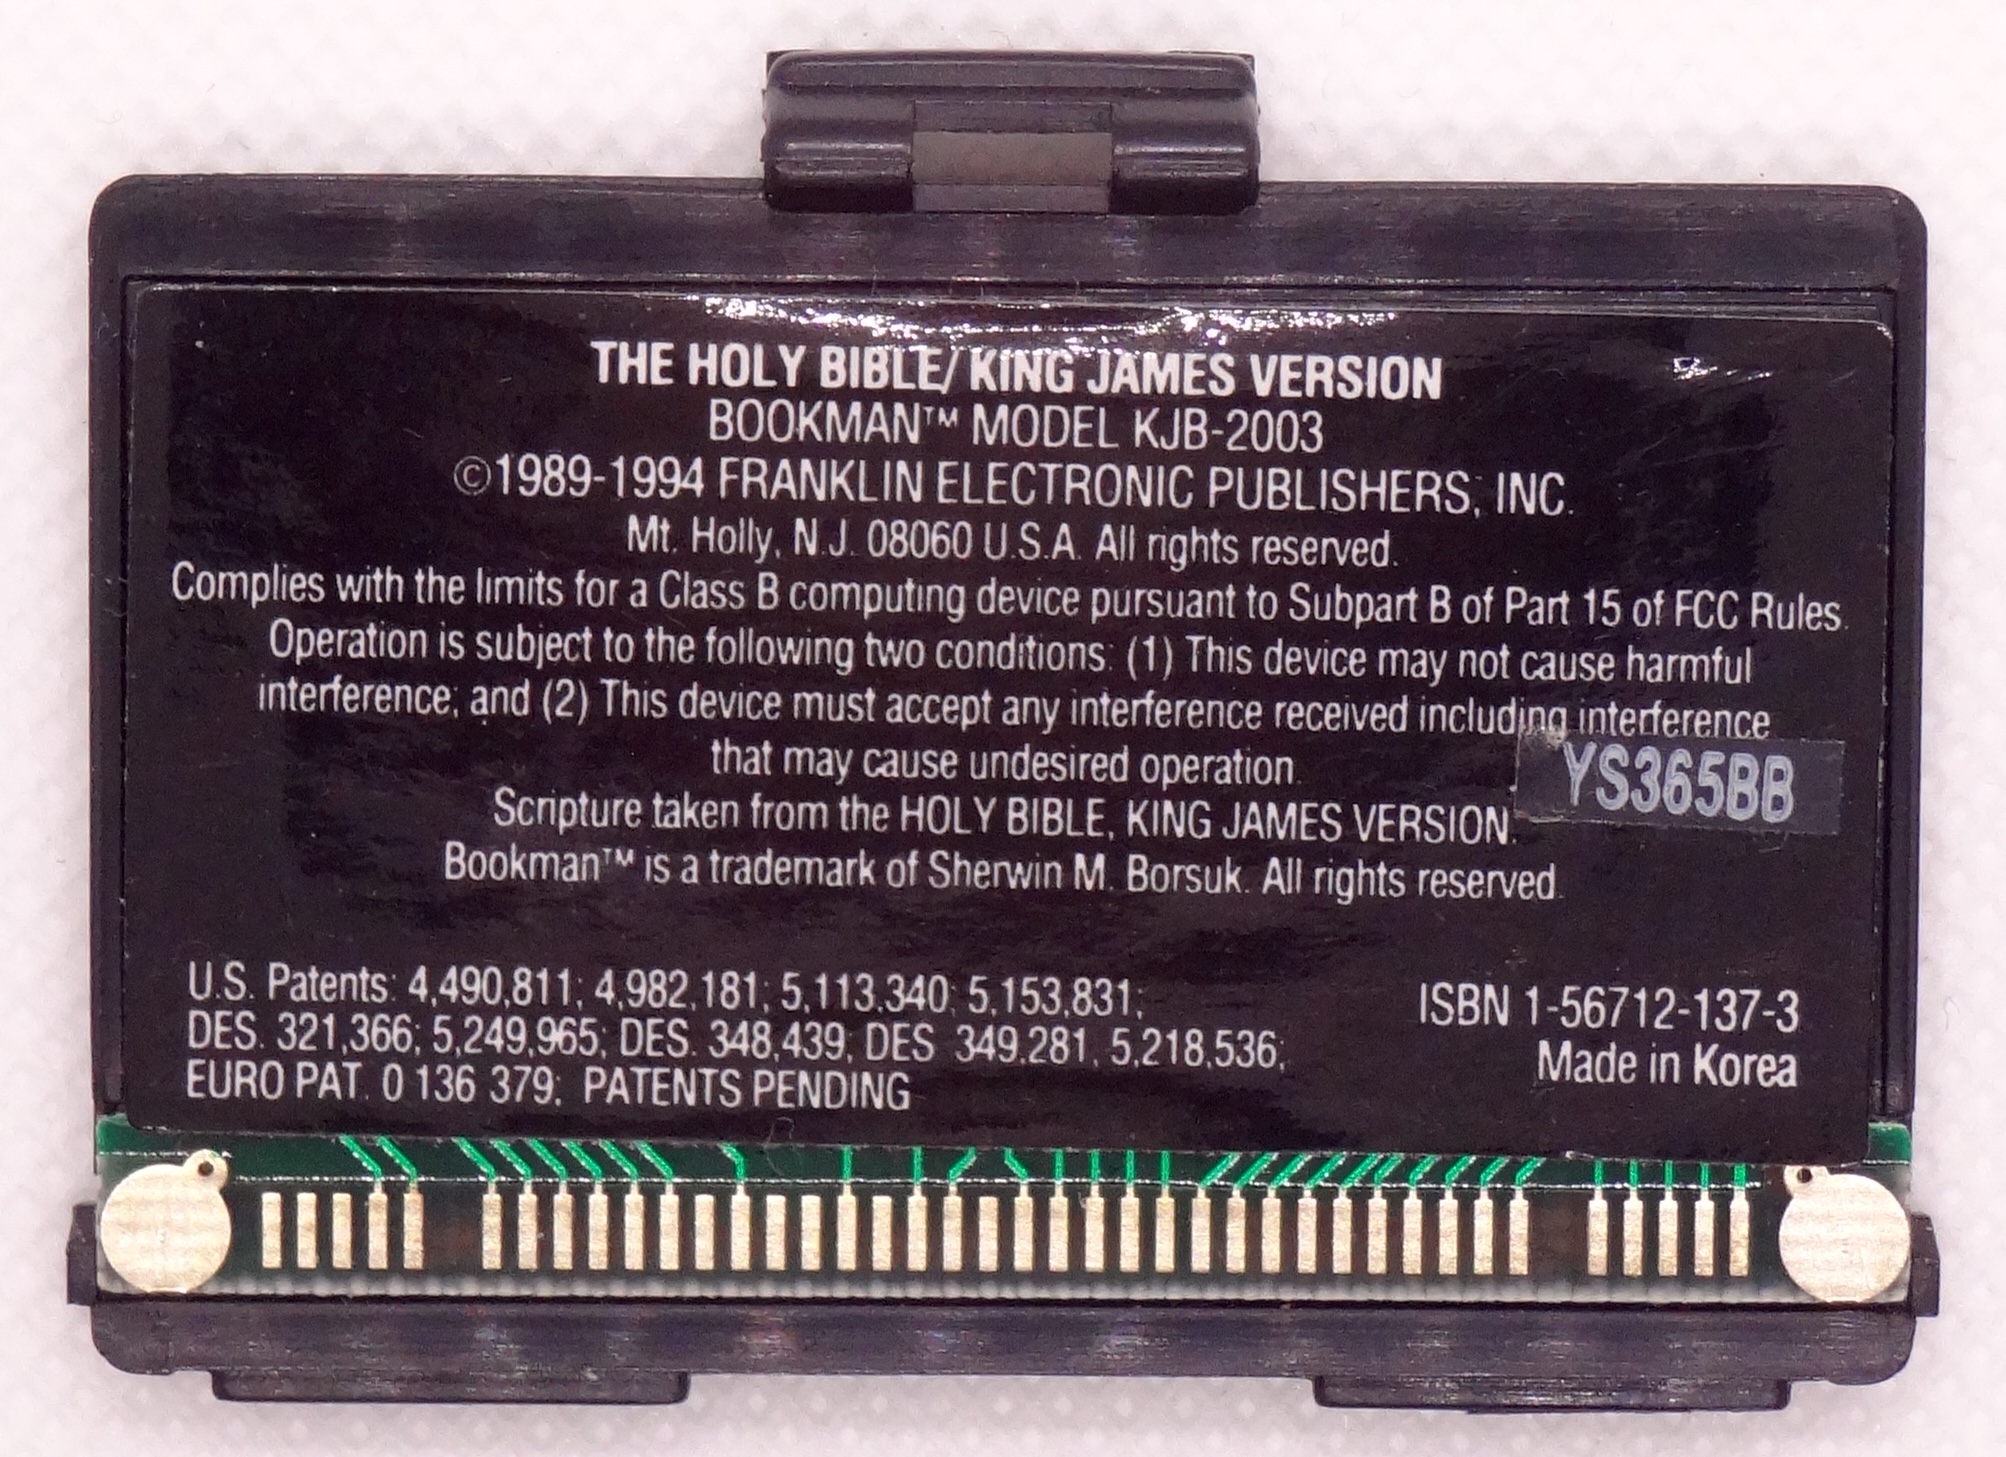 THE HOLY BIBLE/KING JAMES VERSION
BOOKMAN™ MODEL KJB-2003
©1989-1994 FRANKLIN ELECTRONIC PUBLISHERS, INC.
Mt. Holly, N.J. 08060 U.S.A. All rights reserved.
Complies with the limits for a Class B computing device pursuant to Subpart B of Part 15 of FCC Rules.
Operation is subject to the following two conditions: (1) This device may not cause harmful
interference; and (2) This device must accept any interference received including interference
that may cause undesired operation.
YS365BB
Scripture taken from the HOLY BIBLE, KING JAMES VERSION.
Bookman™ is a trademark of Sherwin M. Borsuk. All rights reserved.
U.S. Patents: 4,490,811; 4,982,181; 5,113,340; 5,153,831;
DES. 321,366; 5,249,965; DES. 348,439; DES 349,281, 5,218,536;
EURO PAT. 0 136 379; PATENTS PENDING
ISBN 1-56712-137-3
Made in Korea